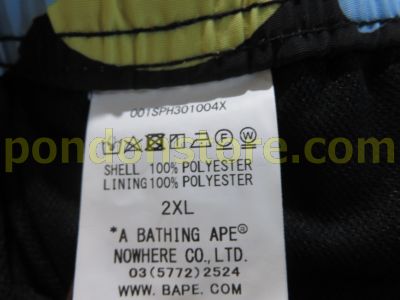 001SPH301004X
pondonstore.com
SHELL 100% POLYESTER
LINING 100% POLYESTER
2XL
*A BATHING APE®
NOWHERE CO.,LTD.
03(5772)2524
WWW.BAPE.COM